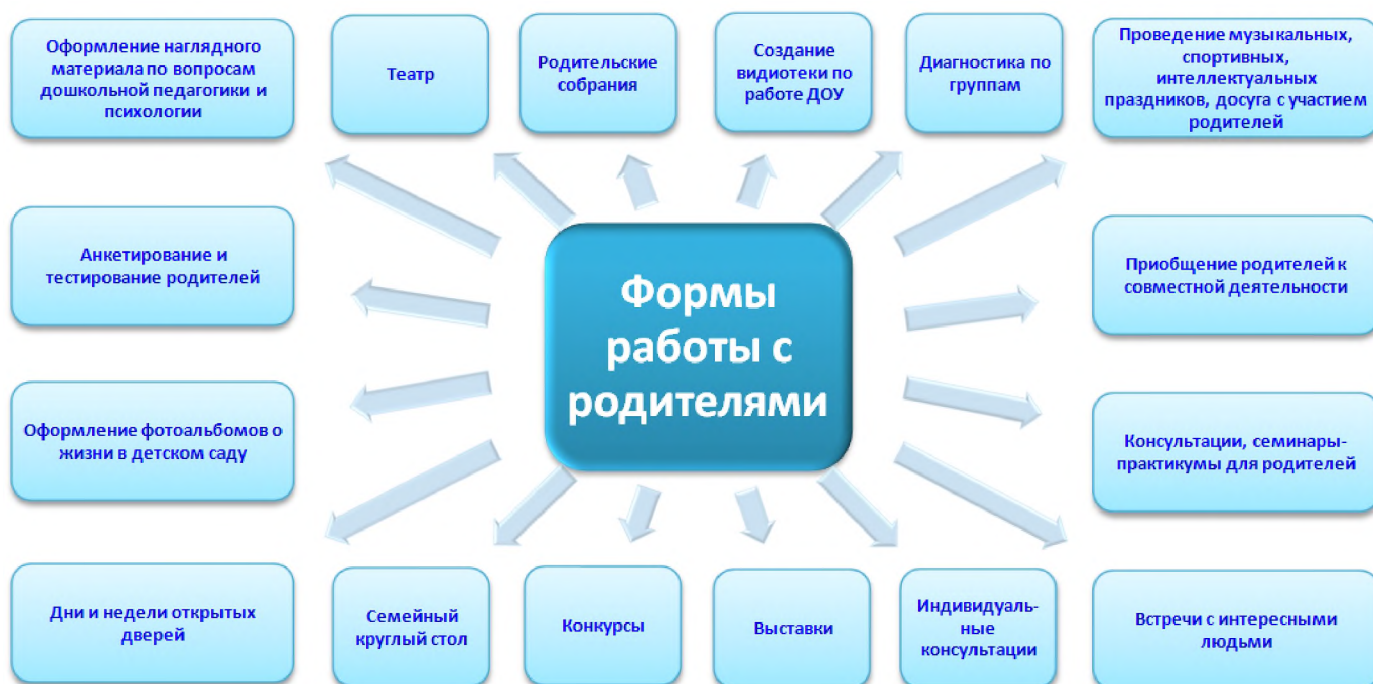 Оформление наглядного
материала по вопросам
дошкольной педагогики и
психологии
Театр
Родительские
собрания
Создание
видиотеки по
работе ДОУ
Диагностика по
группам
Проведение музыкальных,
спортивных,
интеллектуальных
праздников, досуга с участием
родителей
Анкетирование и
тестирование родителей
Формы
работы с
родителями
Приобщение родителей к
совместной деятельности
Оформление фотоальбомов о
жизни в детском саду
Консультации, семинары-
практикумы для родителей
Дни и недели открытых
дверей
Семейный
круглый стол
Конкурсы
Выставки
Индивидуаль-
ные
консультации
Встречи с интересными
людьми